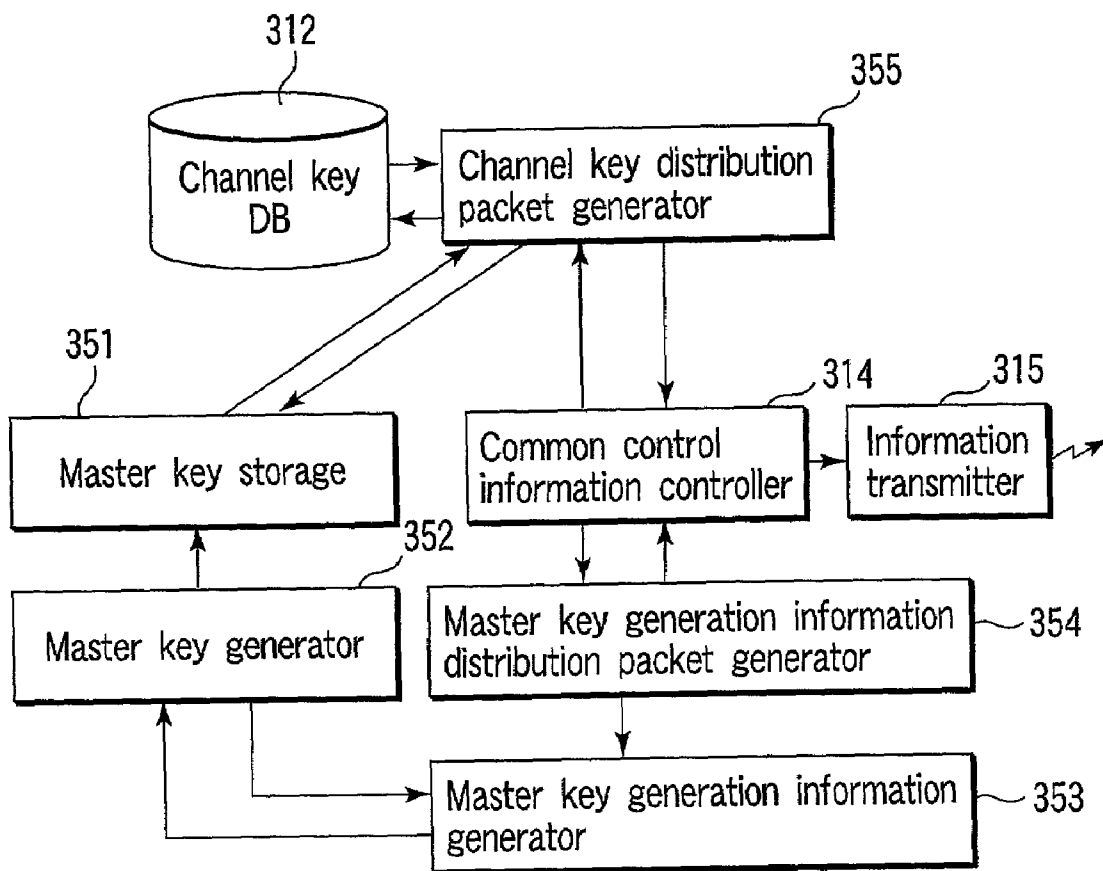 312
355
Channel key
DB
Channel key distribution
packet generator
351
314
315
Master key storage
Common control
information controller
Information
transmitter
352
Master key generator
Master key generation information
distribution packet generator
354
Master key generation information
generator
353